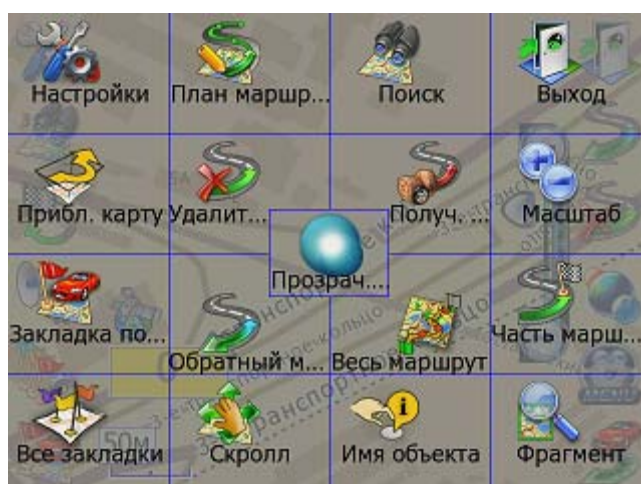 Настройки
План маршр...
Поиск
Выход
Прибл. карту
Удалит...
Получ. ...
Масштаб
Прозрач....
Закладка по...
Обратный м...
Весь маршрут
Часть марш...
Все закладки
Скролл
Имя объекта
Фрагмент
50м